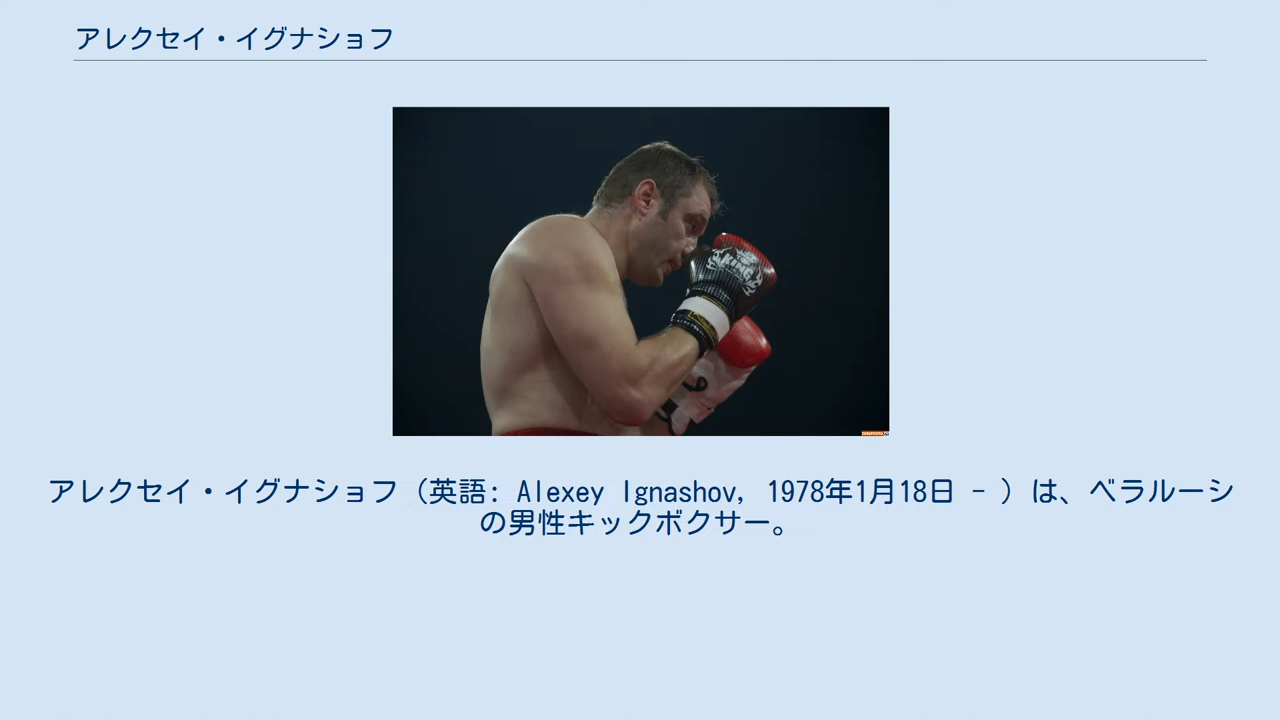 アレクセイ・イグナショフ
KING
アレクセイ・イグナショフ（英語: Alexey Ignashov, 1978年1月18日 - ）は、ベラルーシ
の男性キックボクサー。